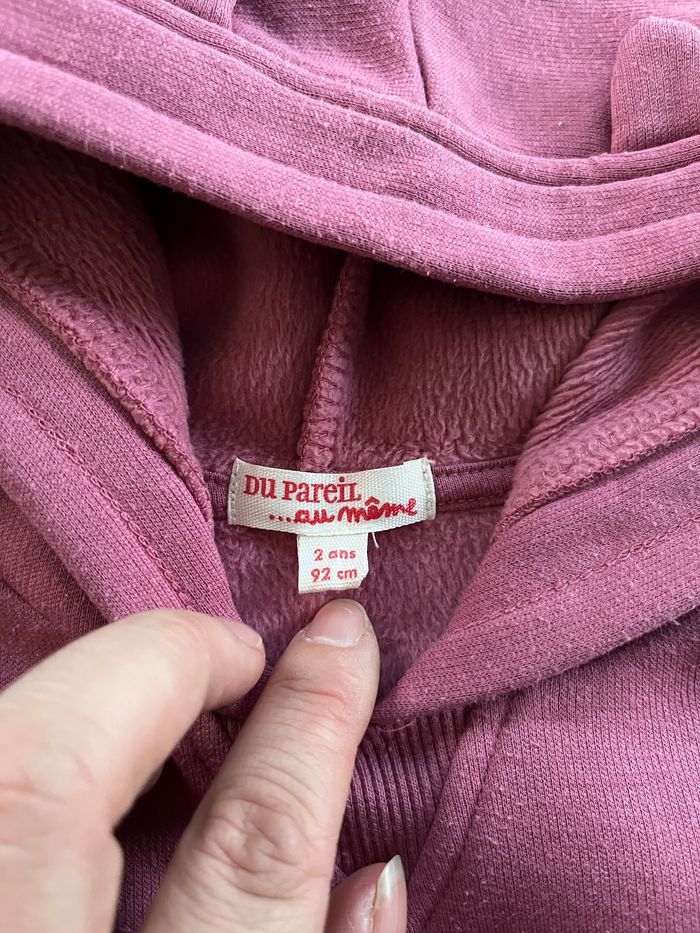 DU PAREIL
...au même
2 ans
92 cm